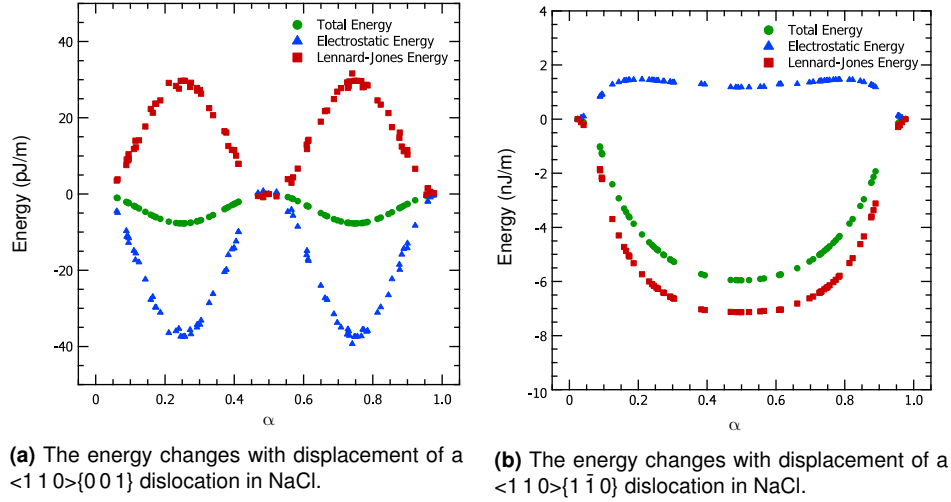 Total Energy
Electrostatic Energy
Lennard-Jones Energy
40
20
0
-20
-40
Energy (pJ/m)
0
0.2
0.4
0.6
0.8
1.0
α
(a) The energy changes with displacement of a
<1 1 0>{0 0 1} dislocation in NaCl.
Total Energy
Electrostatic Energy
Lennard-Jones Energy
4
2
0
-2
-4
-6
-8
-10
Energy (nJ/m)
0
0.2
0.4
0.6
0.8
1.0
α
(b) The energy changes with displacement of a
<1 1 0>{1 1̄ 0} dislocation in NaCl.